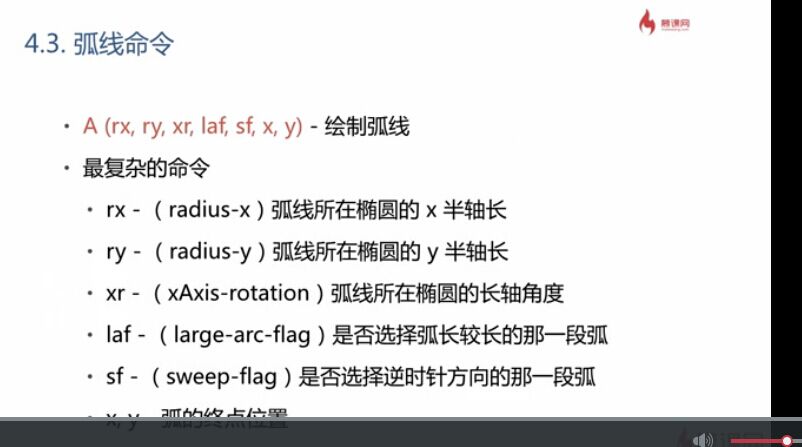 慕课网
4.3. 弧线命令
· A (rx, ry, xr, laf, sf, x, y) - 绘制弧线
· 最复杂的命令
· rx - （radius-x）弧线所在椭圆的 x 半轴长
· ry - （radius-y）弧线所在椭圆的 y 半轴长
· xr - （xAxis-rotation）弧线所在椭圆的长轴角度
· laf - （large-arc-flag）是否选择弧长较长的那一段弧
· sf - （sweep-flag）是否选择逆时针方向的那一段弧
· x, y - 弧的终点位置